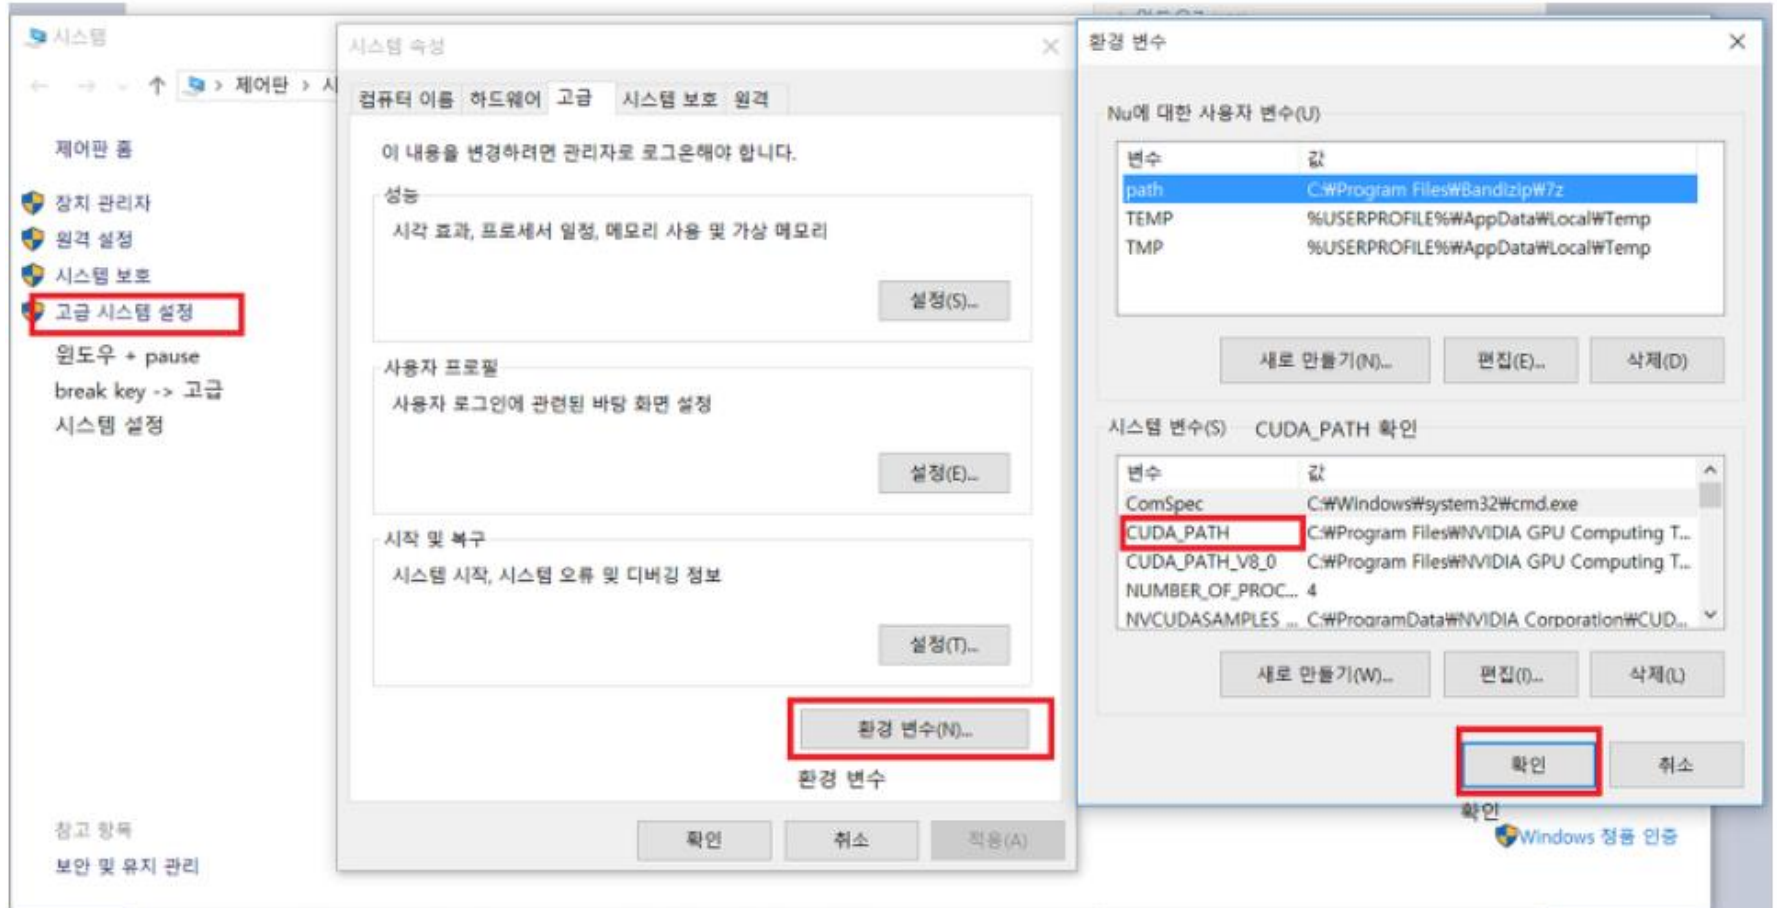 시스템
제어판 › 시
제어판 홈
장치 관리자
원격 설정
시스템 보호
고급 시스템 설정
윈도우 + pause
break key -> 고급
시스템 설정
참고 항목
보안 및 유지 관리
시스템 속성
컴퓨터 이름 하드웨어 고급 시스템 보호 원격
이 내용을 변경하려면 관리자로 로그온해야 합니다.
성능
시각 효과, 프로세서 일정, 메모리 사용 및 가상 메모리
설정(S)...
사용자 프로필
사용자 로그인에 관련된 바탕 화면 설정
설정(E)...
시작 및 복구
시스템 시작, 시스템 오류 및 디버깅 정보
설정(T)...
환경 변수(N)...
환경 변수
확인 취소 적용(A)
환경 변수
Nu에 대한 사용자 변수(U)
변수 값
path C:₩Program Files₩Bandizip₩7z
TEMP %USERPROFILE%₩AppData₩Local₩Temp
TMP %USERPROFILE%₩AppData₩Local₩Temp
새로 만들기(N)... 편집(E)... 삭제(D)
시스템 변수(S) CUDA_PATH 확인
변수 값
ComSpec C:₩Windows₩system32₩cmd.exe
CUDA_PATH C:₩Program Files₩NVIDIA GPU Computing T...
CUDA_PATH_V8_0 C:₩Program Files₩NVIDIA GPU Computing T...
NUMBER_OF_PROC... 4
NVCUDASAMPLES ... C:₩ProgramData₩NVIDIA Corporation₩CUD...
새로 만들기(W)... 편집(I)... 삭제(L)
확인 취소
확인
Windows 정품 인증